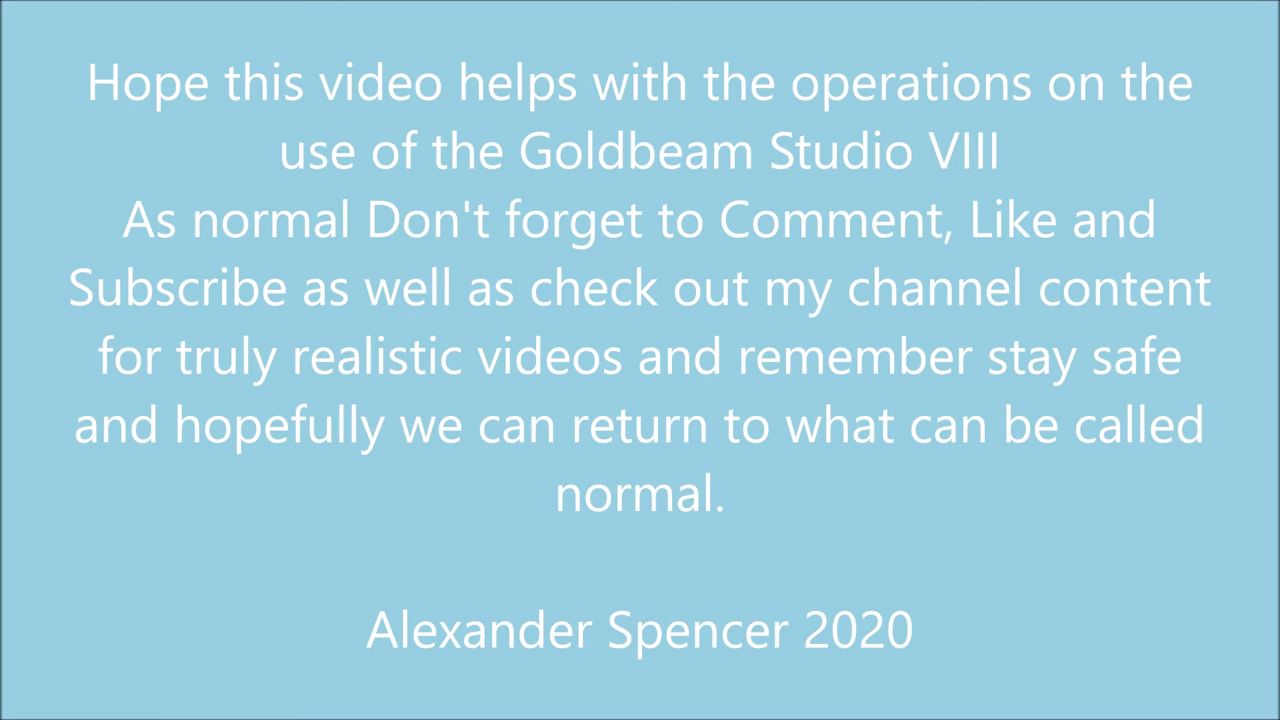 Hope this video helps with the operations on the
use of the Goldbeam Studio VIII
As normal Don't forget to Comment, Like and
Subscribe as well as check out my channel content
for truly realistic videos and remember stay safe
and hopefully we can return to what can be called
normal.
Alexander Spencer 2020